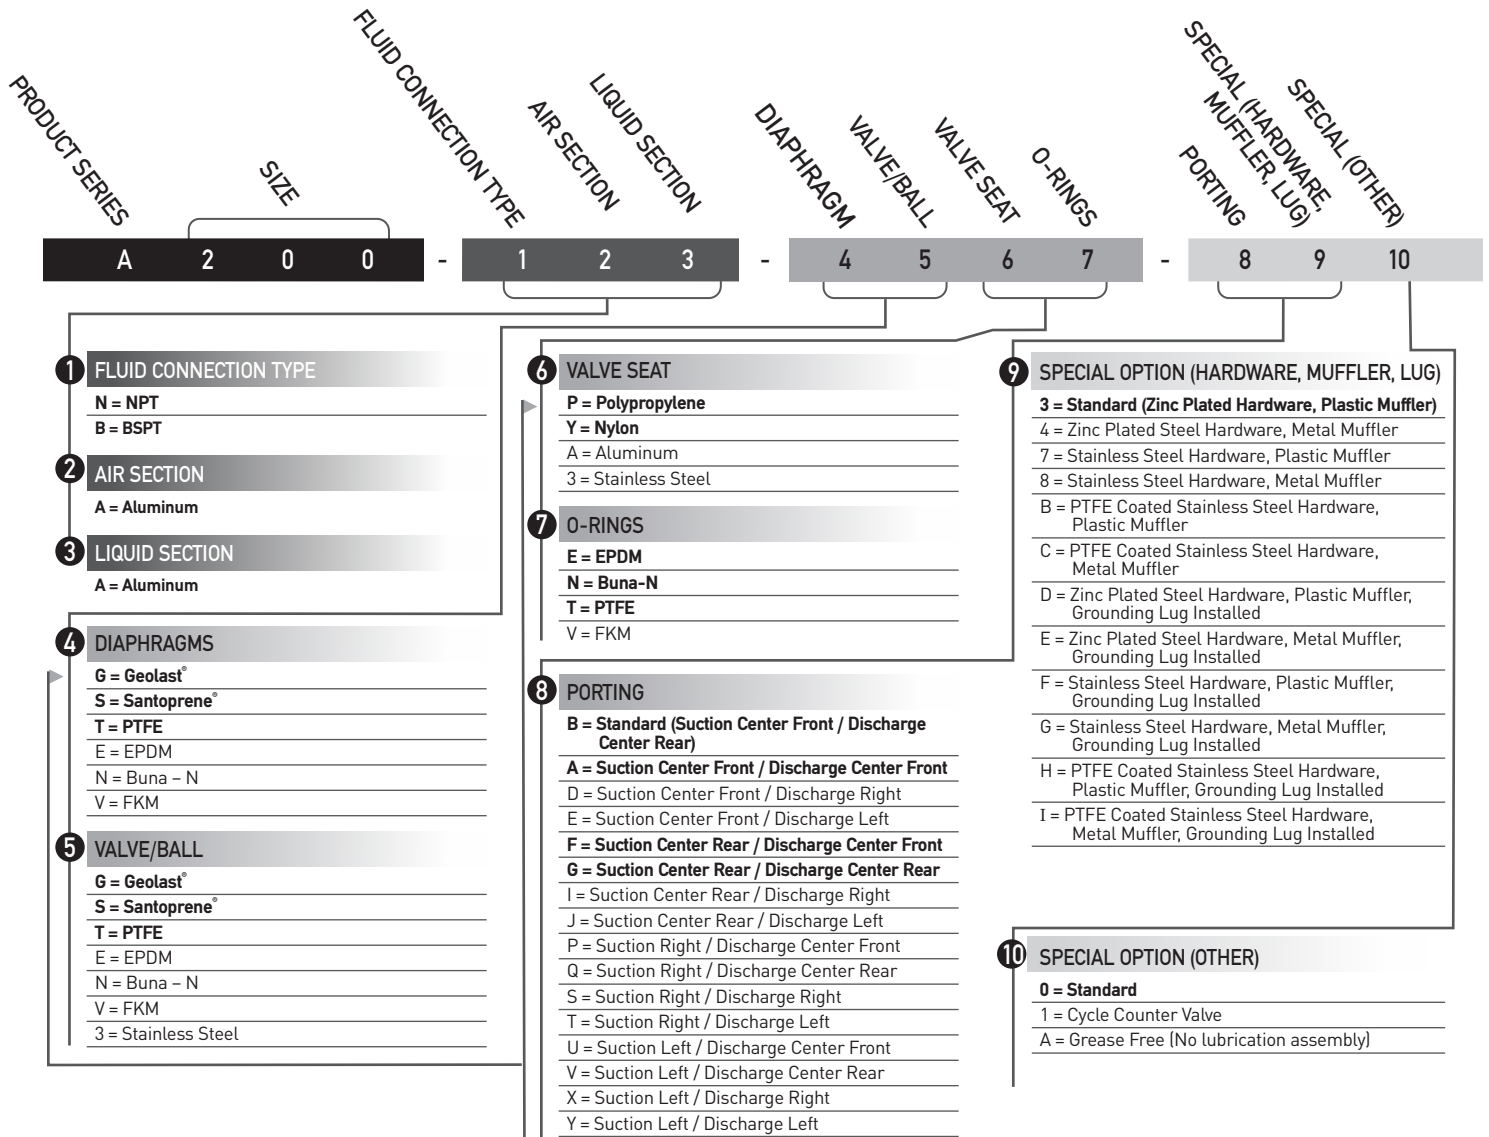 PRODUCT SERIES
SIZE
FLUID CONNECTION TYPE
AIR SECTION
LIQUID SECTION
DIAPHRAGM
VALVE/BALL
VALVE SEAT
O-RINGS
PORTING
SPECIAL (HARDWARE,
MUFFLER, LUG)
SPECIAL (OTHER)
A 2 0 0 - 1 2 3 - 4 5 6 7 - 8 9 10
1 FLUID CONNECTION TYPE
N = NPT
B = BSPT
2 AIR SECTION
A = Aluminum
3 LIQUID SECTION
A = Aluminum
4 DIAPHRAGMS
G = Geolast®
S = Santoprene®
T = PTFE
E = EPDM
N = Buna – N
V = FKM
5 VALVE/BALL
G = Geolast®
S = Santoprene®
T = PTFE
E = EPDM
N = Buna – N
V = FKM
3 = Stainless Steel
6 VALVE SEAT
P = Polypropylene
Y = Nylon
A = Aluminum
3 = Stainless Steel
7 O-RINGS
E = EPDM
N = Buna-N
T = PTFE
V = FKM
8 PORTING
B = Standard (Suction Center Front / Discharge
Center Rear)
A = Suction Center Front / Discharge Center Front
D = Suction Center Front / Discharge Right
E = Suction Center Front / Discharge Left
F = Suction Center Rear / Discharge Center Front
G = Suction Center Rear / Discharge Center Rear
I = Suction Center Rear / Discharge Right
J = Suction Center Rear / Discharge Left
P = Suction Right / Discharge Center Front
Q = Suction Right / Discharge Center Rear
S = Suction Right / Discharge Right
T = Suction Right / Discharge Left
U = Suction Left / Discharge Center Front
V = Suction Left / Discharge Center Rear
X = Suction Left / Discharge Right
Y = Suction Left / Discharge Left
9 SPECIAL OPTION (HARDWARE, MUFFLER, LUG)
3 = Standard (Zinc Plated Hardware, Plastic Muffler)
4 = Zinc Plated Steel Hardware, Metal Muffler
7 = Stainless Steel Hardware, Plastic Muffler
8 = Stainless Steel Hardware, Metal Muffler
B = PTFE Coated Stainless Steel Hardware,
Plastic Muffler
C = PTFE Coated Stainless Steel Hardware,
Metal Muffler
D = Zinc Plated Steel Hardware, Plastic Muffler,
Grounding Lug Installed
E = Zinc Plated Steel Hardware, Metal Muffler,
Grounding Lug Installed
F = Stainless Steel Hardware, Plastic Muffler,
Grounding Lug Installed
G = Stainless Steel Hardware, Metal Muffler,
Grounding Lug Installed
H = PTFE Coated Stainless Steel Hardware,
Plastic Muffler, Grounding Lug Installed
I = PTFE Coated Stainless Steel Hardware,
Metal Muffler, Grounding Lug Installed
10 SPECIAL OPTION (OTHER)
0 = Standard
1 = Cycle Counter Valve
A = Grease Free (No lubrication assembly)